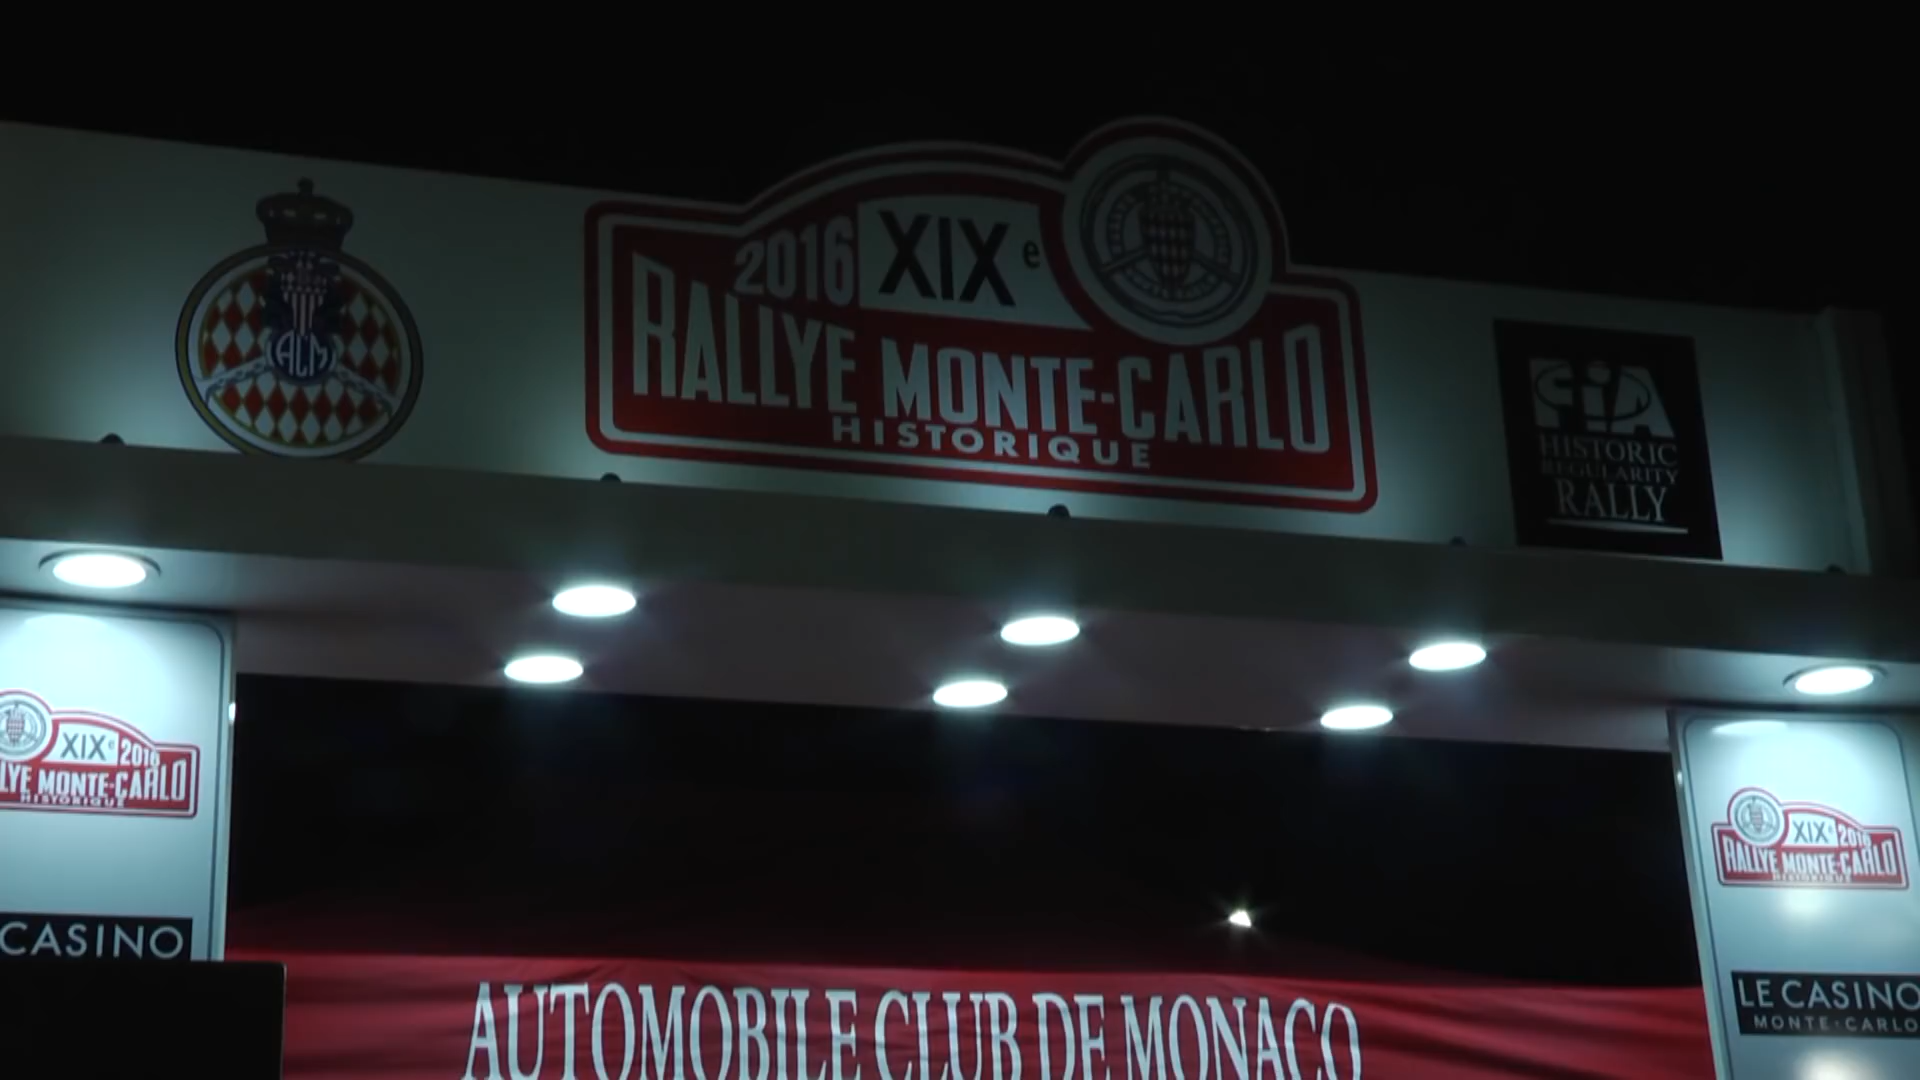 ACM
2016 XIXe
RALLYE MONTE-CARLO
HISTORIQUE
FiA
HISTORIC
REGULARITY
RALLY
XIXe 2016
LYE MONTE-CARLO
HISTORIQUE
CASINO
XIXe 2016
RALLYE MONTE-CARLO
HISTORIQUE
LE CASINO
MONTE-CARLO
AUTOMOBILE CLUB DE MONACO